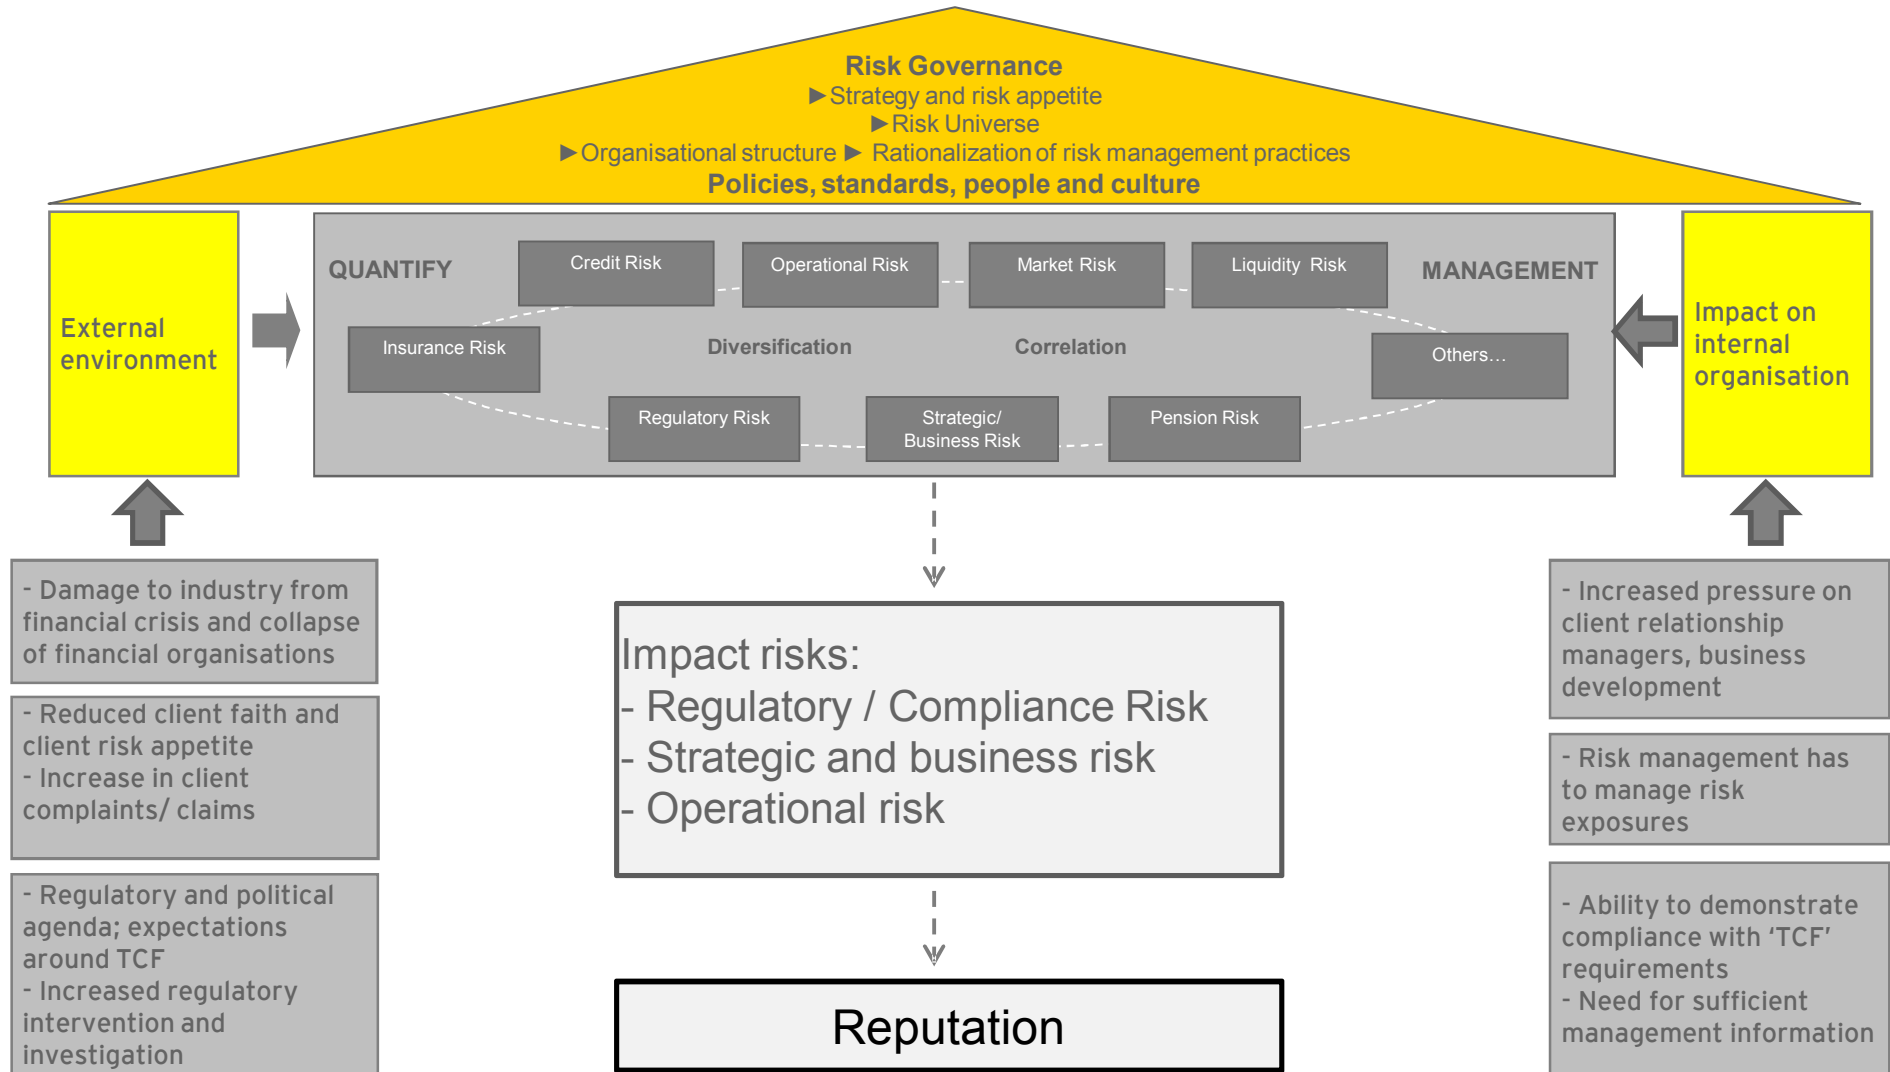 Risk Governance
►Strategy and risk appetite
►Risk Universe
►Organisational structure ► Rationalization of risk management practices
Policies, standards, people and culture
External
environment
QUANTIFY
Credit Risk
Operational Risk
Market Risk
Liquidity Risk
MANAGEMENT
Insurance Risk
Diversification
Correlation
Others…
Regulatory Risk
Strategic/
Business Risk
Pension Risk
Impact on
internal
organisation
- Damage to industry from
financial crisis and collapse
of financial organisations
- Reduced client faith and
client risk appetite
- Increase in client
complaints/ claims
- Regulatory and political
agenda; expectations
around TCF
- Increased regulatory
intervention and
investigation
Impact risks:
- Regulatory / Compliance Risk
- Strategic and business risk
- Operational risk
Reputation
- Increased pressure on
client relationship
managers, business
development
- Risk management has
to manage risk
exposures
- Ability to demonstrate
compliance with ‘TCF’
requirements
- Need for sufficient
management information